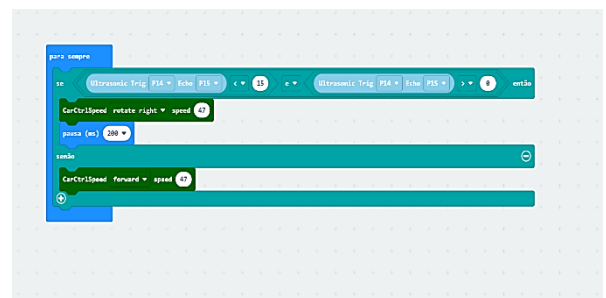 para sempre
se Ultrasonic Trig P14 Echo P15 < 15 e Ultrasonic Trig P14 Echo P15 > 0 então
CarCtrlSpeed rotate right speed 47
pausa (ms) 200
senão
CarCtrlSpeed forward speed 47